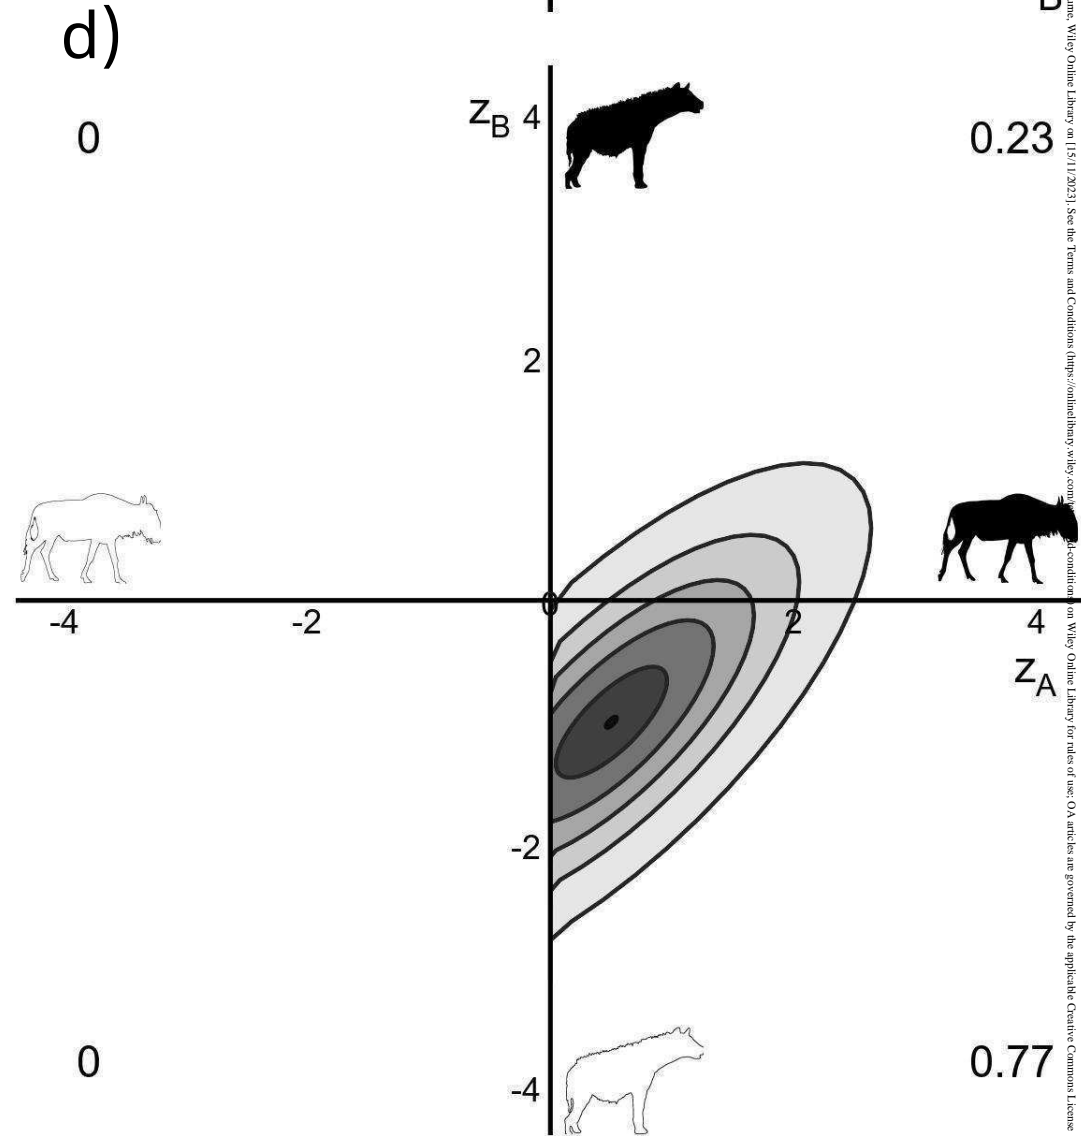 d)
B
zB 4
0
0.23
2
-4
-2
0
2
4
zA
-2
0
-4
0.77
ume, Wiley Online Library on [15/11/2023]. See the Terms and Conditions (https://onlinelibrary.wiley.com/
d-conditions) on Wiley Online Library for rules of use; OA articles are governed by the applicable Creative Commons License